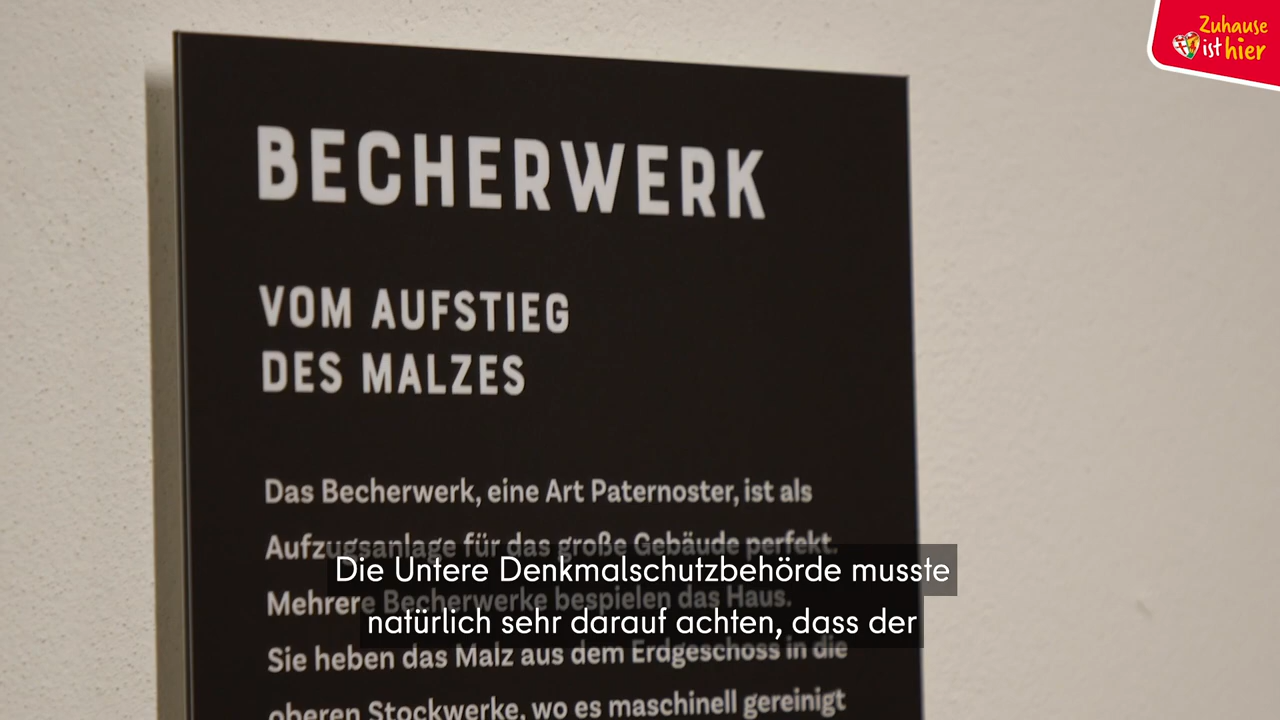 Zuhause
ist hier
BECHERWERK
VOM AUFSTIEG
DES MALZES
Das Becherwerk, eine Art Paternoster, ist als
Aufzugsanlage für das große Gebäude perfekt.
Mehrere Becherwerke bespielen das Haus.
Sie heben das Malz aus dem Erdgeschoss in die
oberen Stockwerke, wo es maschinell gereinigt
Die Untere Denkmalschutzbehörde musste
natürlich sehr darauf achten, dass der